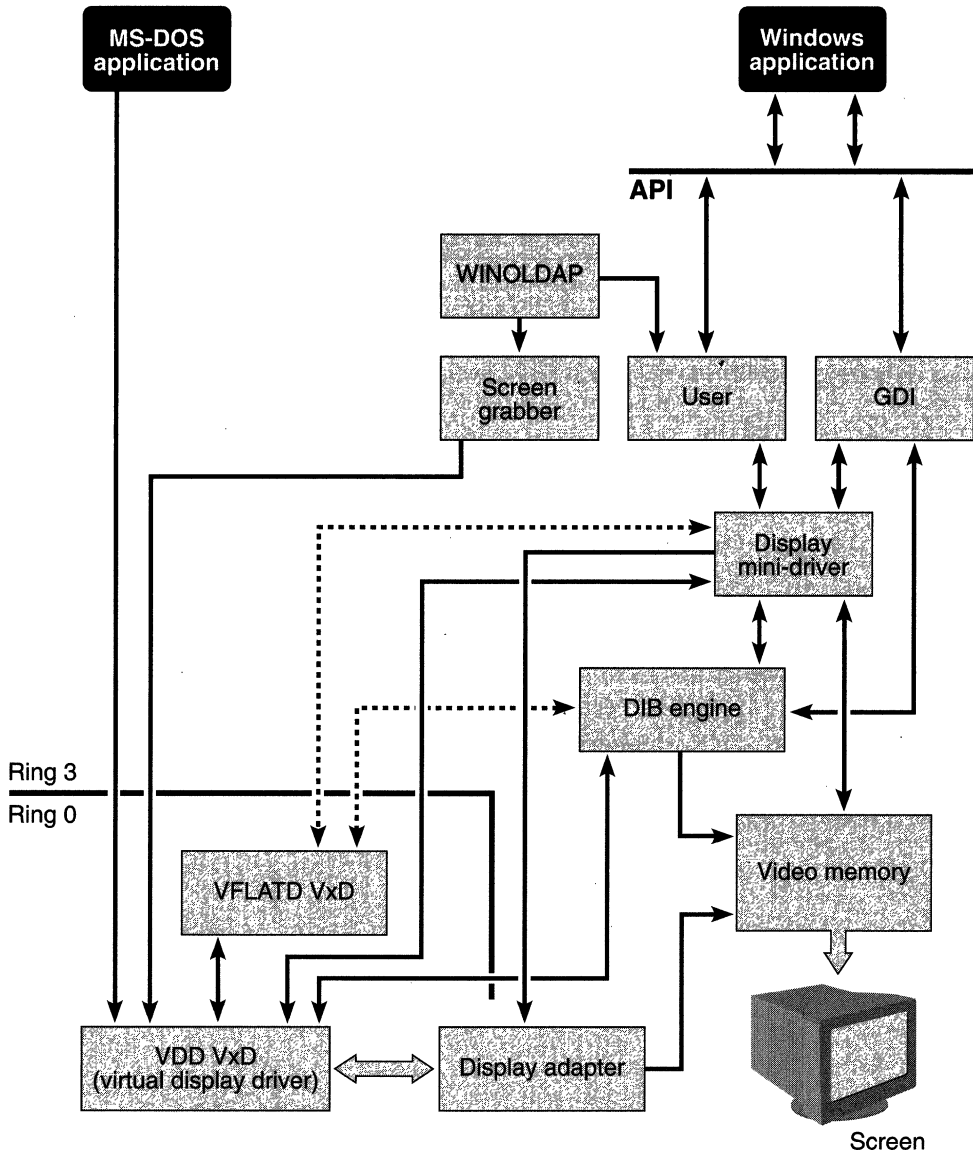 MS-DOS
application
Windows
application
API
WINOLDAP
Screen
grabber
User
GDI
Display
mini-driver
DIB engine
Ring 3
Ring 0
VFLATD VxD
Video memory
VDD VxD
(virtual display driver)
Display adapter
Screen